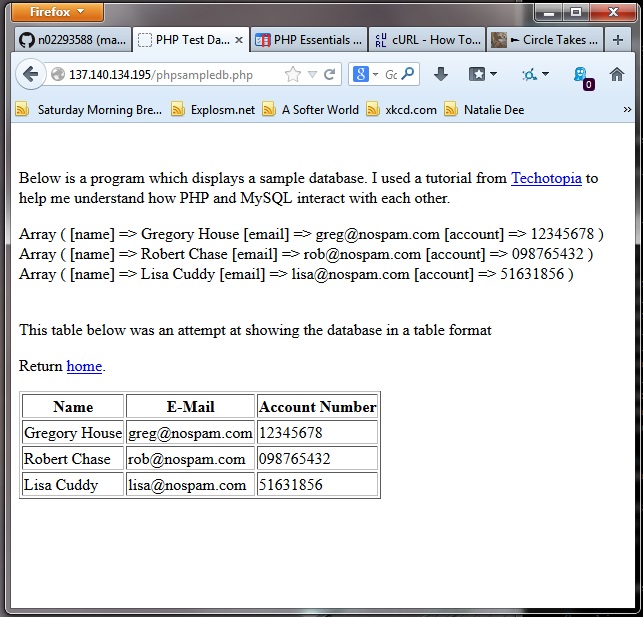 Firefox
n02293588 (ma...
PHP Test Da...
PHP Essentials ...
cURL - How To...
► Circle Takes ...
137.140.134.195/phpsampledb.php
Saturday Morning Bre...
Explosm.net
A Softer World
xkcd.com
Natalie Dee
»
Below is a program which displays a sample database. I used a tutorial from Techotopia to
help me understand how PHP and MySQL interact with each other.
Array ( [name] => Gregory House [email] => greg@nospam.com [account] => 12345678 )
Array ( [name] => Robert Chase [email] => rob@nospam.com [account] => 098765432 )
Array ( [name] => Lisa Cuddy [email] => lisa@nospam.com [account] => 51631856 )
This table below was an attempt at showing the database in a table format
Return home.
Name E-Mail Account Number
Gregory House greg@nospam.com 12345678
Robert Chase rob@nospam.com 098765432
Lisa Cuddy lisa@nospam.com 51631856